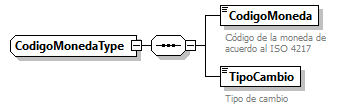 CodigoMoneda
Código de la moneda de
acuerdo al ISO 4217
CodigoMonedaType
TipoCambio
Tipo de cambio